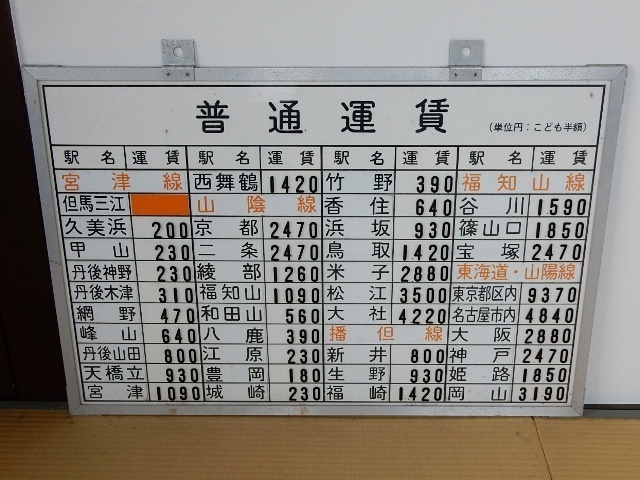 普通運賃
(単位円：こども半額)
駅名 運賃 駅名 運賃 駅名 運賃 駅名 運賃
宮津線 西舞鶴 1420 竹野 390 福知山線
但馬三江 山陰線 香住 640 谷川 1590
久美浜 200 京都 2470 浜坂 930 篠山口 1850
甲山 230 二条 2470 鳥取 1420 宝塚 2470
丹後神野 230 綾部 1260 米子 2880 東海道・山陽線
丹後木津 310 福知山 1090 松江 3500 東京都区内 9370
網野 470 和田山 560 大社 4220 名古屋市内 4840
峰山 640 八鹿 390 播但線 大阪 2880
丹後山田 800 江原 230 新井 800 神戸 2470
天橋立 930 豊岡 180 生野 930 姫路 1850
宮津 1090 城崎 230 福崎 1420 岡山 3190